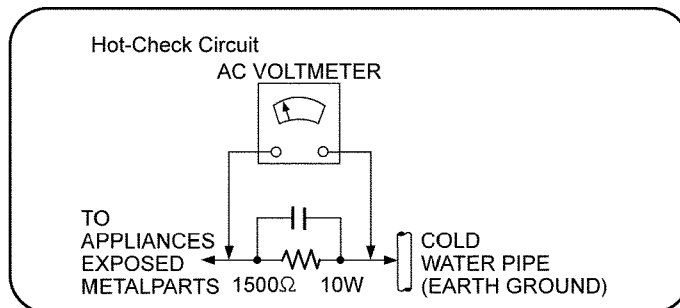 Hot-Check Circuit
AC VOLTMETER
TO
APPLIANCES
EXPOSED
METALPARTS
1500Ω 10W
COLD
WATER PIPE
(EARTH GROUND)